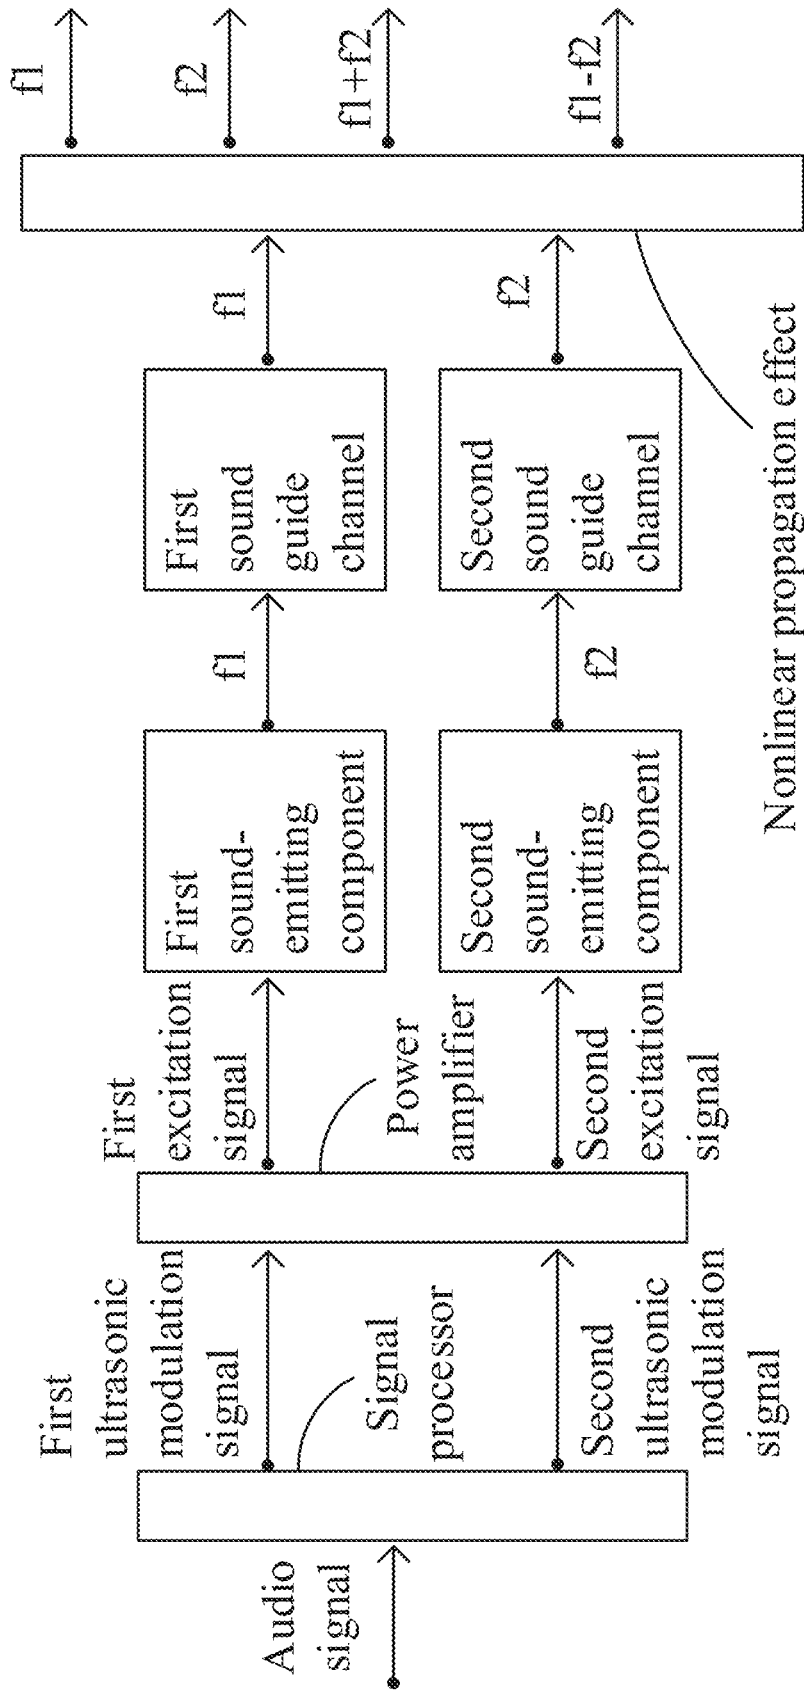 Audio
signal
First
ultrasonic
modulation
signal
Signal
processor
Second
ultrasonic
modulation
signal
First
excitation
signal
Power
amplifier
Second
excitation
signal
First
sound-
emitting
component
Second
sound-
emitting
component
f1
f2
First
sound
guide
channel
Second
sound
guide
channel
f1
f2
Nonlinear propagation effect
f1
f2
f1+f2
f1-f2